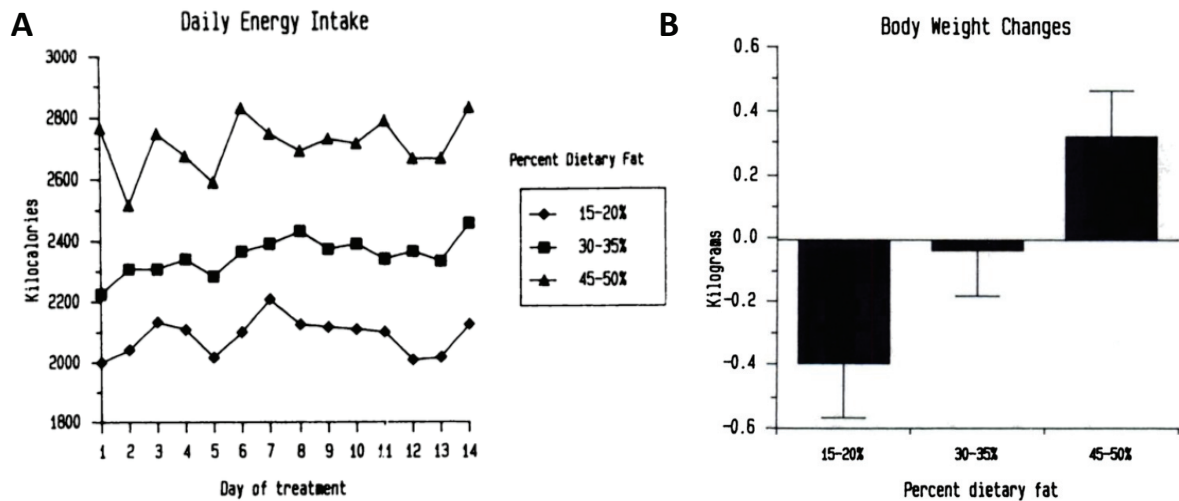 A
Daily Energy Intake
3000
2800
2600
2400
2200
2000
1800
Kilocalories
1 2 3 4 5 6 7 8 9 10 11 12 13 14
Day of treatment
Percent Dietary Fat
15-20%
30-35%
45-50%
B
Body Weight Changes
0.6
0.4
0.2
0.0
-0.2
-0.4
-0.6
Kilograms
15-20% 30-35% 45-50%
Percent dietary fat